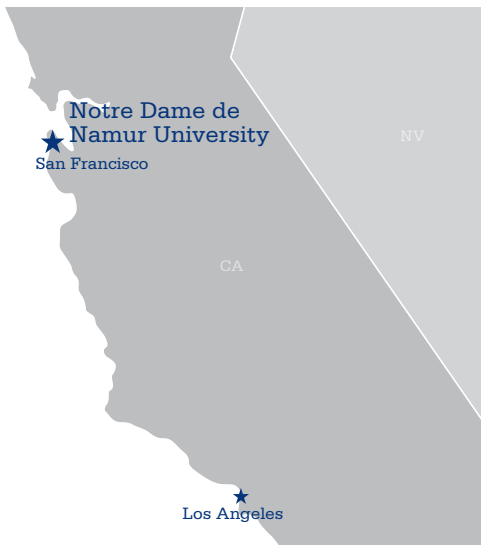 Notre Dame de
Namur University
NV
San Francisco
CA
Los Angeles